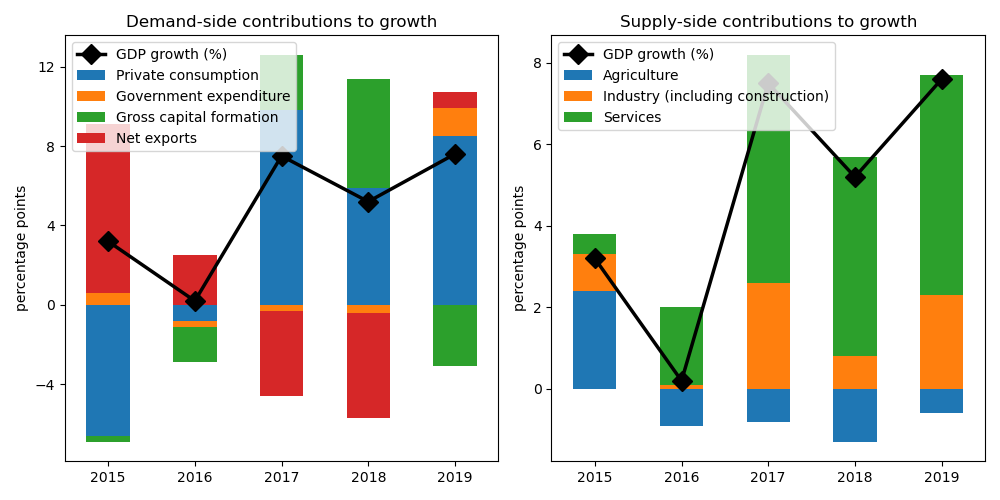 Demand-side contributions to growth
GDP growth (%)
Private consumption
Government expenditure
Gross capital formation
Net exports
percentage points
12
8
4
0
−4
2015 2016 2017 2018 2019
Supply-side contributions to growth
GDP growth (%)
Agriculture
Industry (including construction)
Services
percentage points
8
6
4
2
0
2015 2016 2017 2018 2019